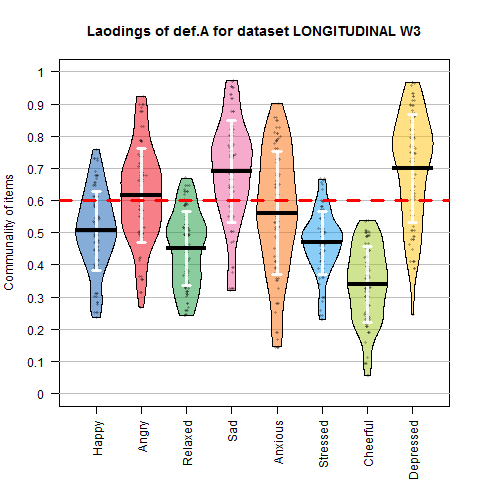 Laodings of def.A for dataset LONGITUDINAL W3
Communality of items
1
0.9
0.8
0.7
0.6
0.5
0.4
0.3
0.2
0.1
0
Happy
Angry
Relaxed
Sad
Anxious
Stressed
Cheerful
Depressed